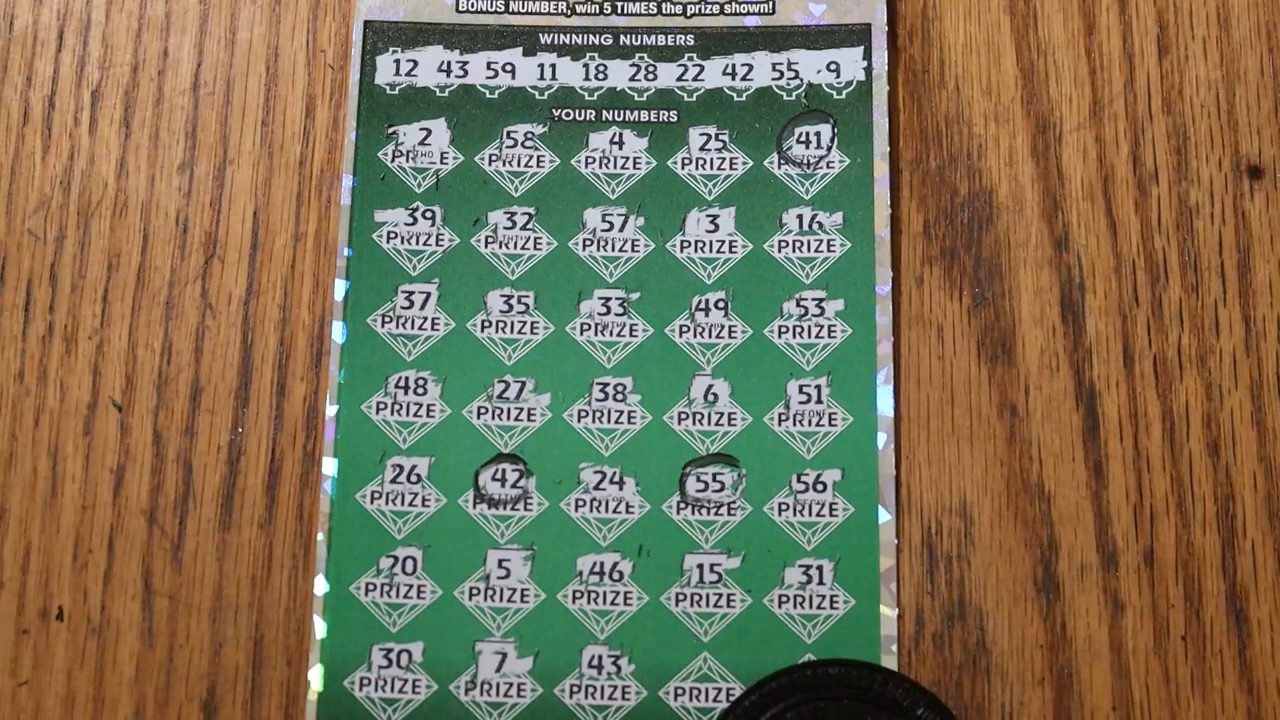 BONUS NUMBER, win 5 TIMES the prize shown!
WINNING NUMBERS
12 43 59 11 18 28 22 42 55 9
YOUR NUMBERS
2 58 4 25 41
PRIZE PRIZE PRIZE PRIZE PRIZE
39 32 57 3 16
PRIZE PRIZE PRIZE PRIZE PRIZE
37 35 33 49 53
PRIZE PRIZE PRIZE PRIZE PRIZE
48 27 38 6 51
PRIZE PRIZE PRIZE PRIZE PRIZE
26 42 24 55 56
PRIZE PRIZE PRIZE PRIZE PRIZE
20 5 46 15 31
PRIZE PRIZE PRIZE PRIZE PRIZE
30 7 43
PRIZE PRIZE PRIZE PRIZE